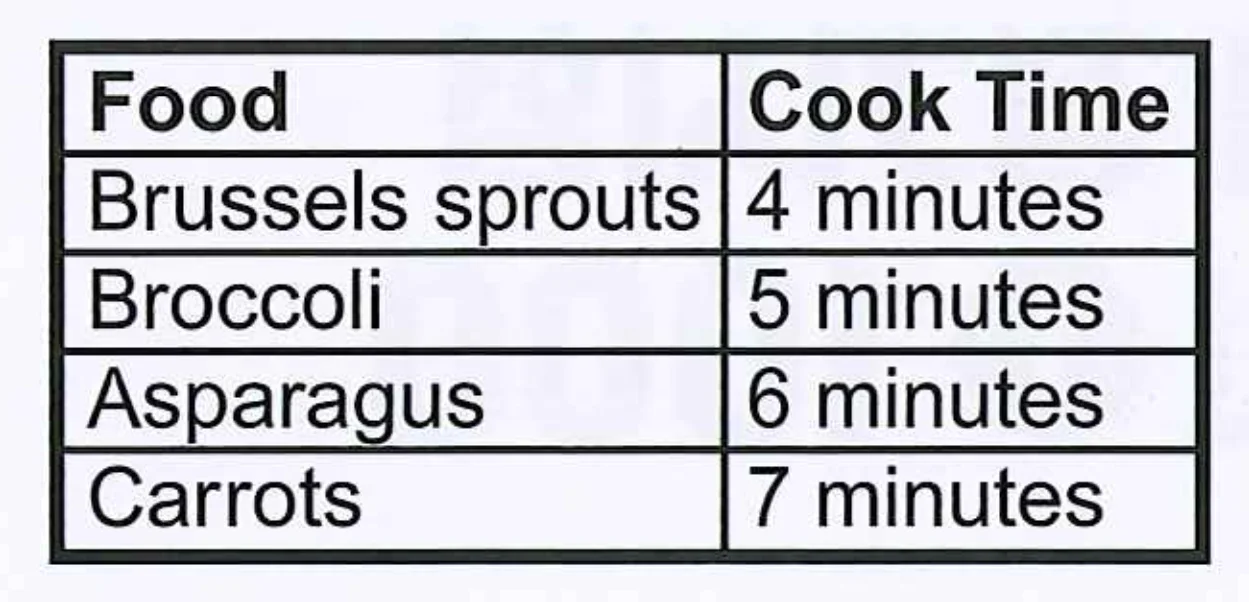 Food Cook Time
Brussels sprouts 4 minutes
Broccoli 5 minutes
Asparagus 6 minutes
Carrots 7 minutes